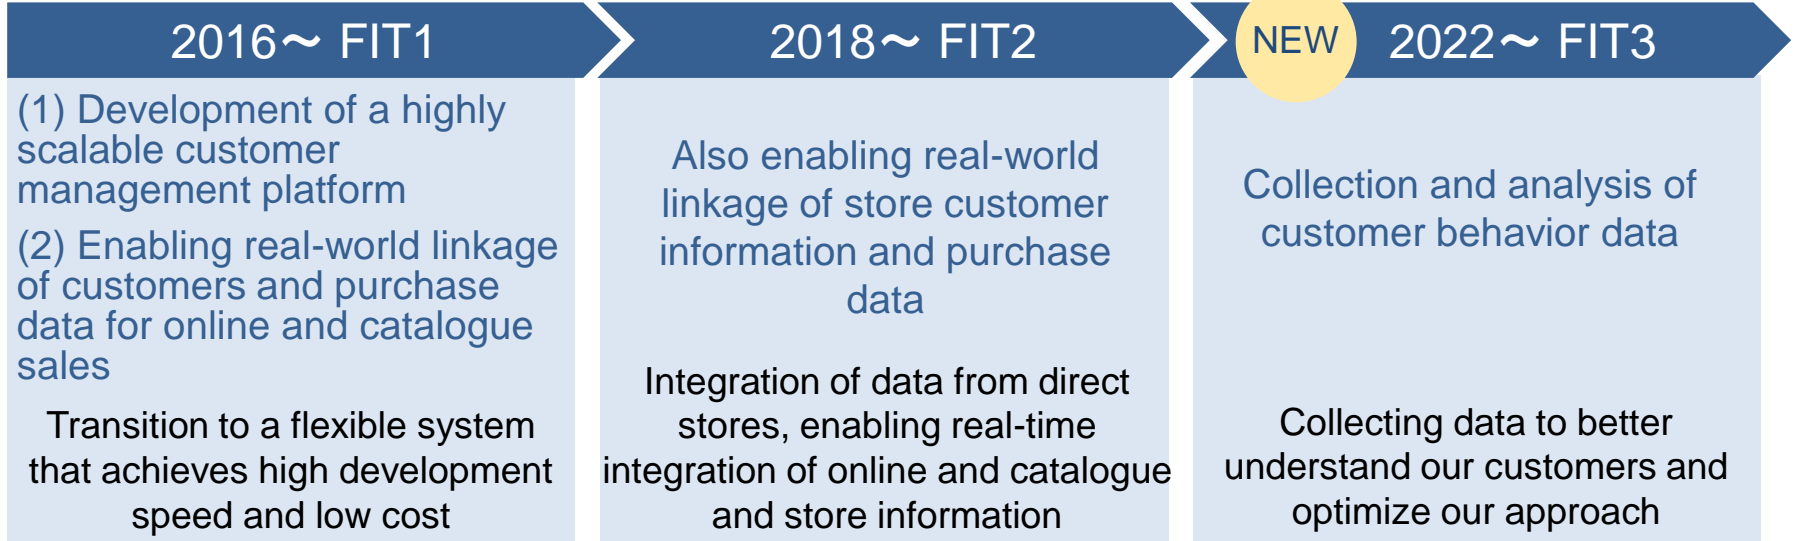 2016～ FIT1
(1) Development of a highly
scalable customer
management platform
(2) Enabling real-world linkage
of customers and purchase
data for online and catalogue
sales
Transition to a flexible system
that achieves high development
speed and low cost
2018～ FIT2
Also enabling real-world
linkage of store customer
information and purchase
data
Integration of data from direct
stores, enabling real-time
integration of online and catalogue
and store information
NEW
2022～ FIT3
Collection and analysis of
customer behavior data
Collecting data to better
understand our customers and
optimize our approach